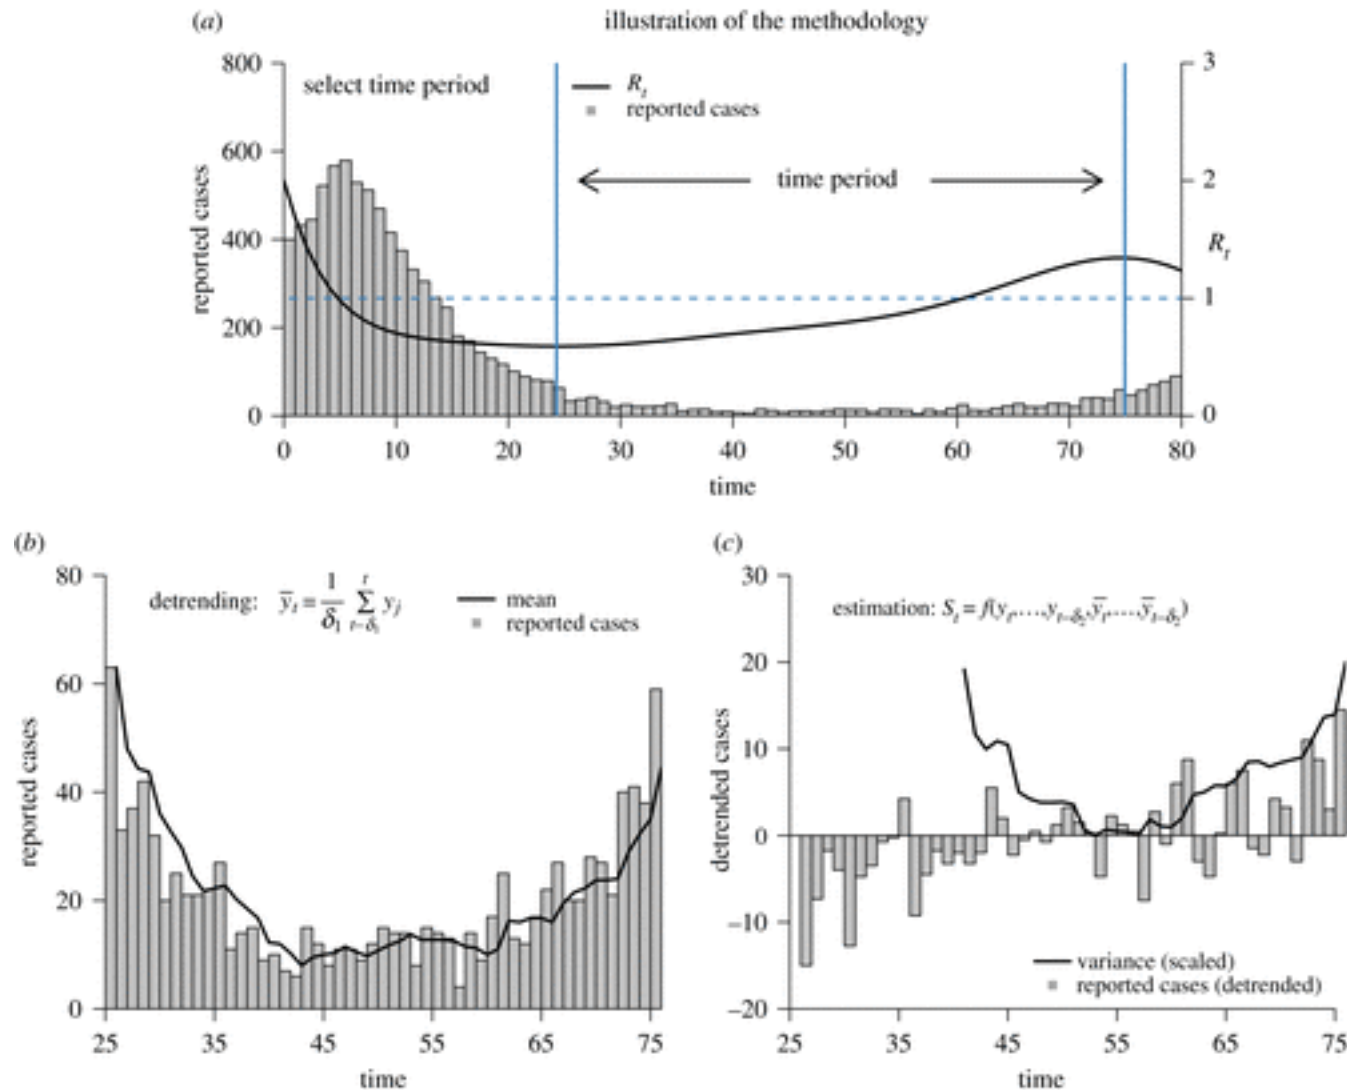 (a) illustration of the methodology
select time period
R_t
reported cases
time period
800
600
400
200
0
reported cases
3
2
1
0
R_t
0 10 20 30 40 50 60 70 80
time
(b)
detrending: ȳ_t = 1/δ_1 Σ_{t−δ_1}^{t} y_j
mean
reported cases
80
60
40
20
0
reported cases
25 35 45 55 65 75
time
(c)
estimation: S_t = f(y_t,…,y_{t−δ_2},ȳ_t,…,ȳ_{t−δ_2})
30
20
10
0
−10
−20
detrended cases
variance (scaled)
reported cases (detrended)
25 35 45 55 65 75
time